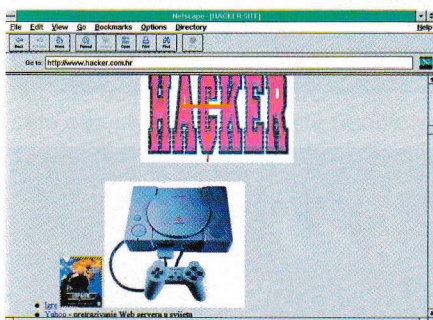 Netscape - [HACKER SITE]
File Edit View Go Bookmarks Options Directory
Help
Back Home Reload Open Print Find
Go to: http://www.hacker.com.hr
HACKER
Igre
Yahoo - pretrazivanje Web servera u svijetu